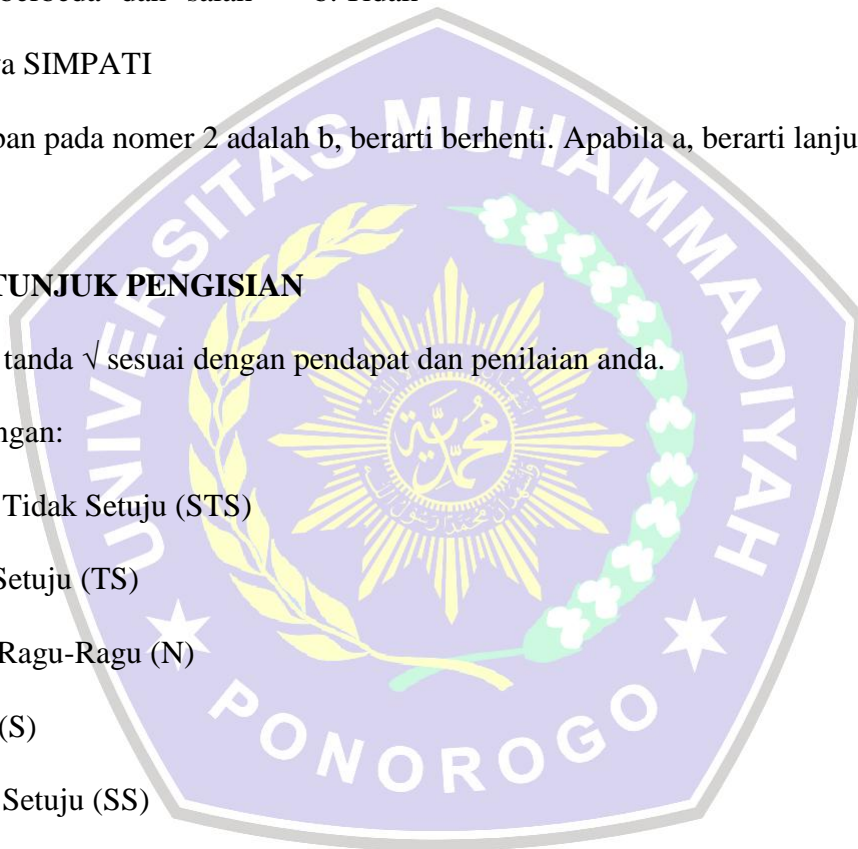 berbeda dan salah b. Tidak
a SIMPATI
ban pada nomer 2 adalah b, berarti berhenti. Apabila a, berarti lanju
TUNJUK PENGISIAN
tanda √ sesuai dengan pendapat dan penilaian anda.
ngan:
Tidak Setuju (STS)
Setuju (TS)
Ragu-Ragu (N)
(S)
Setuju (SS)
UNIVERSITAS MUHAMMADIYAH
PONOROGO